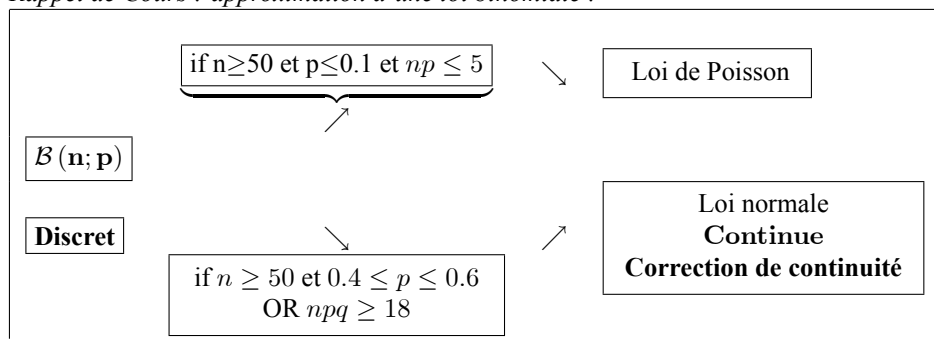 Rappel de Cours : approximation d'une loi binomiale :
if n≥50 et p≤0.1 et np ≤ 5
↘
Loi de Poisson
↗
B (n; p)
Discret
↘
↗
Loi normale
Continue
Correction de continuité
if n ≥ 50 et 0.4 ≤ p ≤ 0.6
OR npq ≥ 18